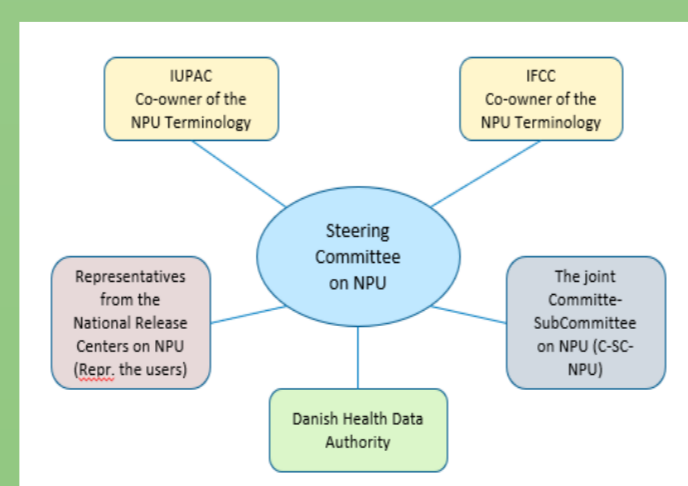 IUPAC
Co-owner of the
NPU Terminology
IFCC
Co-owner of the
NPU Terminology
Steering
Committee
on NPU
Representatives
from the
National Release
Centers on NPU
(Repr. the users)
The joint
Committe-
SubCommittee
on NPU (C-SC-
NPU)
Danish Health Data
Authority